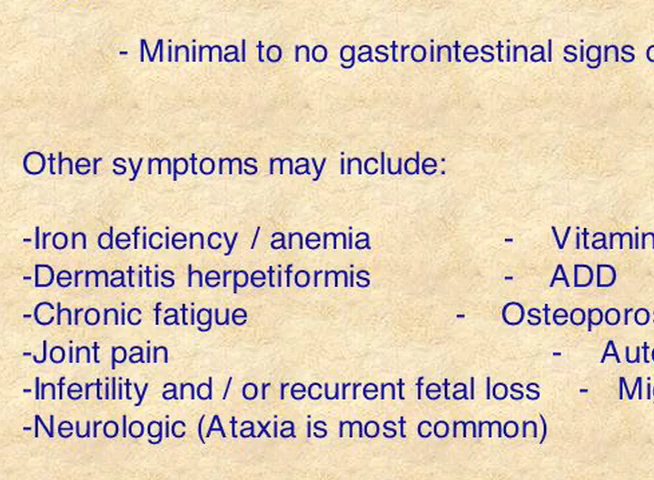 - Minimal to no gastrointestinal signs
Other symptoms may include:
-Iron deficiency / anemia - Vitamin
-Dermatitis herpetiformis - ADD
-Chronic fatigue - Osteoporos
-Joint pain - Aut
-Infertility and / or recurrent fetal loss - Mi
-Neurologic (Ataxia is most common)